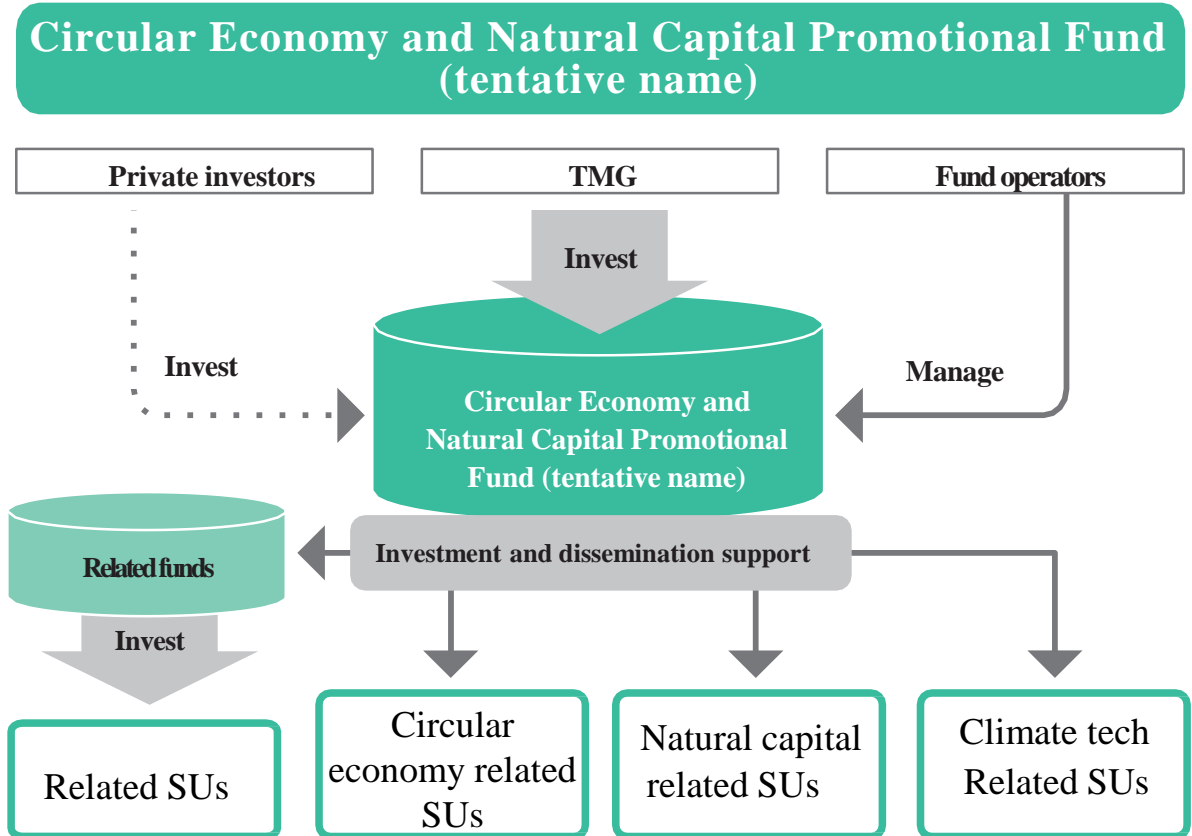 Circular Economy and Natural Capital Promotional Fund
(tentative name)
Private investors
TMG
Fund operators
Invest
Invest
Manage
Circular Economy and
Natural Capital Promotional
Fund (tentative name)
Investment and dissemination support
Related funds
Invest
Related SUs
Circular
economy related
SUs
Natural capital
related SUs
Climate tech
Related SUs